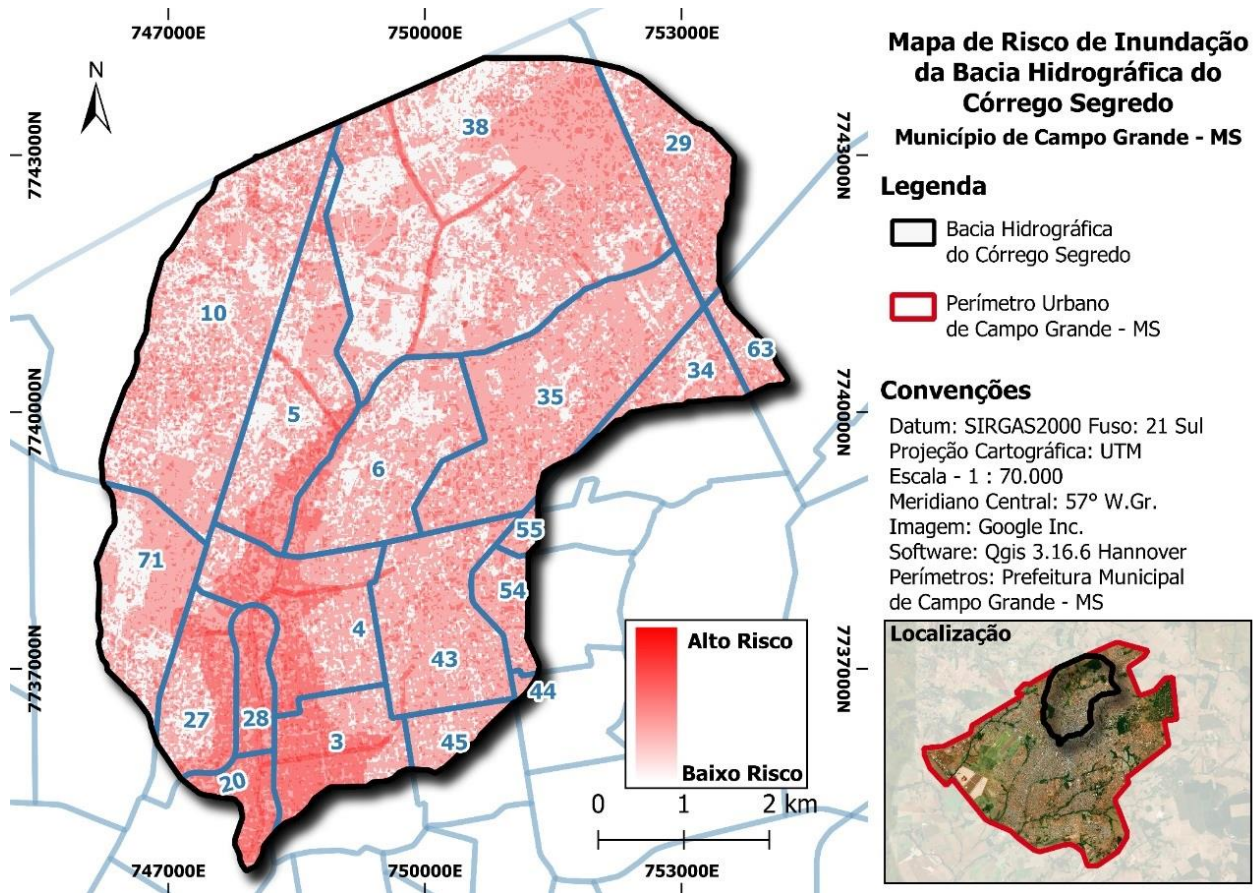 747000E
750000E
753000E
N
7743000N
7743000N
7740000N
7740000N
7737000N
7737000N
38
29
10
63
34
35
5
6
55
71
54
4
43
44
27
28
3
45
20
Alto Risco
Baixo Risco
0 1 2 km
747000E
750000E
753000E
Mapa de Risco de Inundação
da Bacia Hidrográfica do
Córrego Segredo
Município de Campo Grande - MS
Legenda
Bacia Hidrográfica
do Córrego Segredo
Perímetro Urbano
de Campo Grande - MS
Convenções
Datum: SIRGAS2000 Fuso: 21 Sul
Projeção Cartográfica: UTM
Escala - 1 : 70.000
Meridiano Central: 57º W.Gr.
Imagem: Google Inc.
Software: Qgis 3.16.6 Hannover
Perímetros: Prefeitura Municipal
de Campo Grande - MS
Localização